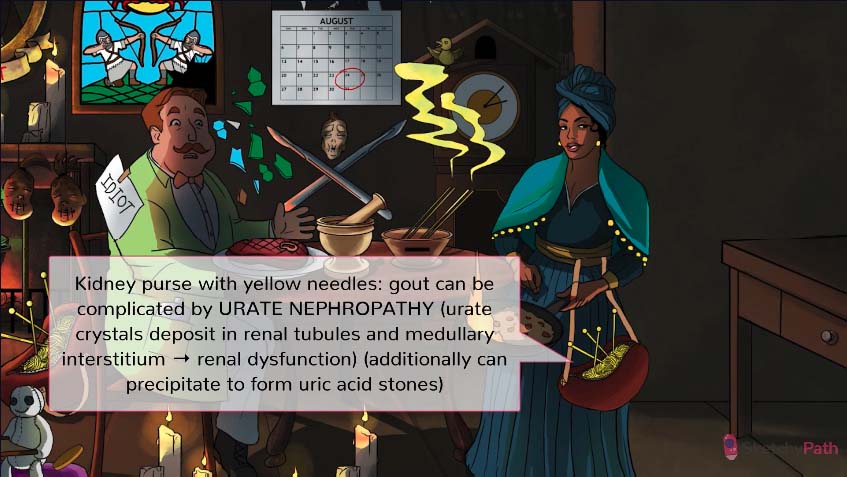 AUGUST
IDIOT
Kidney purse with yellow needles: gout can be
complicated by URATE NEPHROPATHY (urate
crystals deposit in renal tubules and medullary
interstitium → renal dysfunction) (additionally can
precipitate to form uric acid stones)
SketchyPath